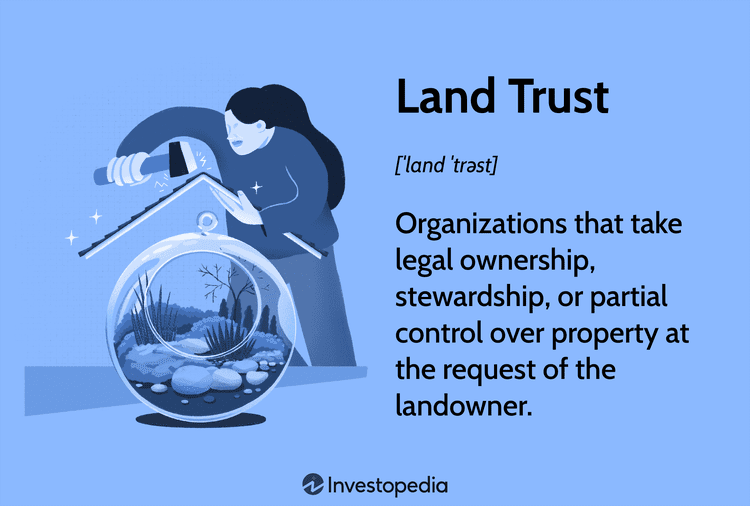 Land Trust
['land 'trəst]
Organizations that take
legal ownership,
stewardship, or partial
control over property at
the request of the
landowner.
Investopedia